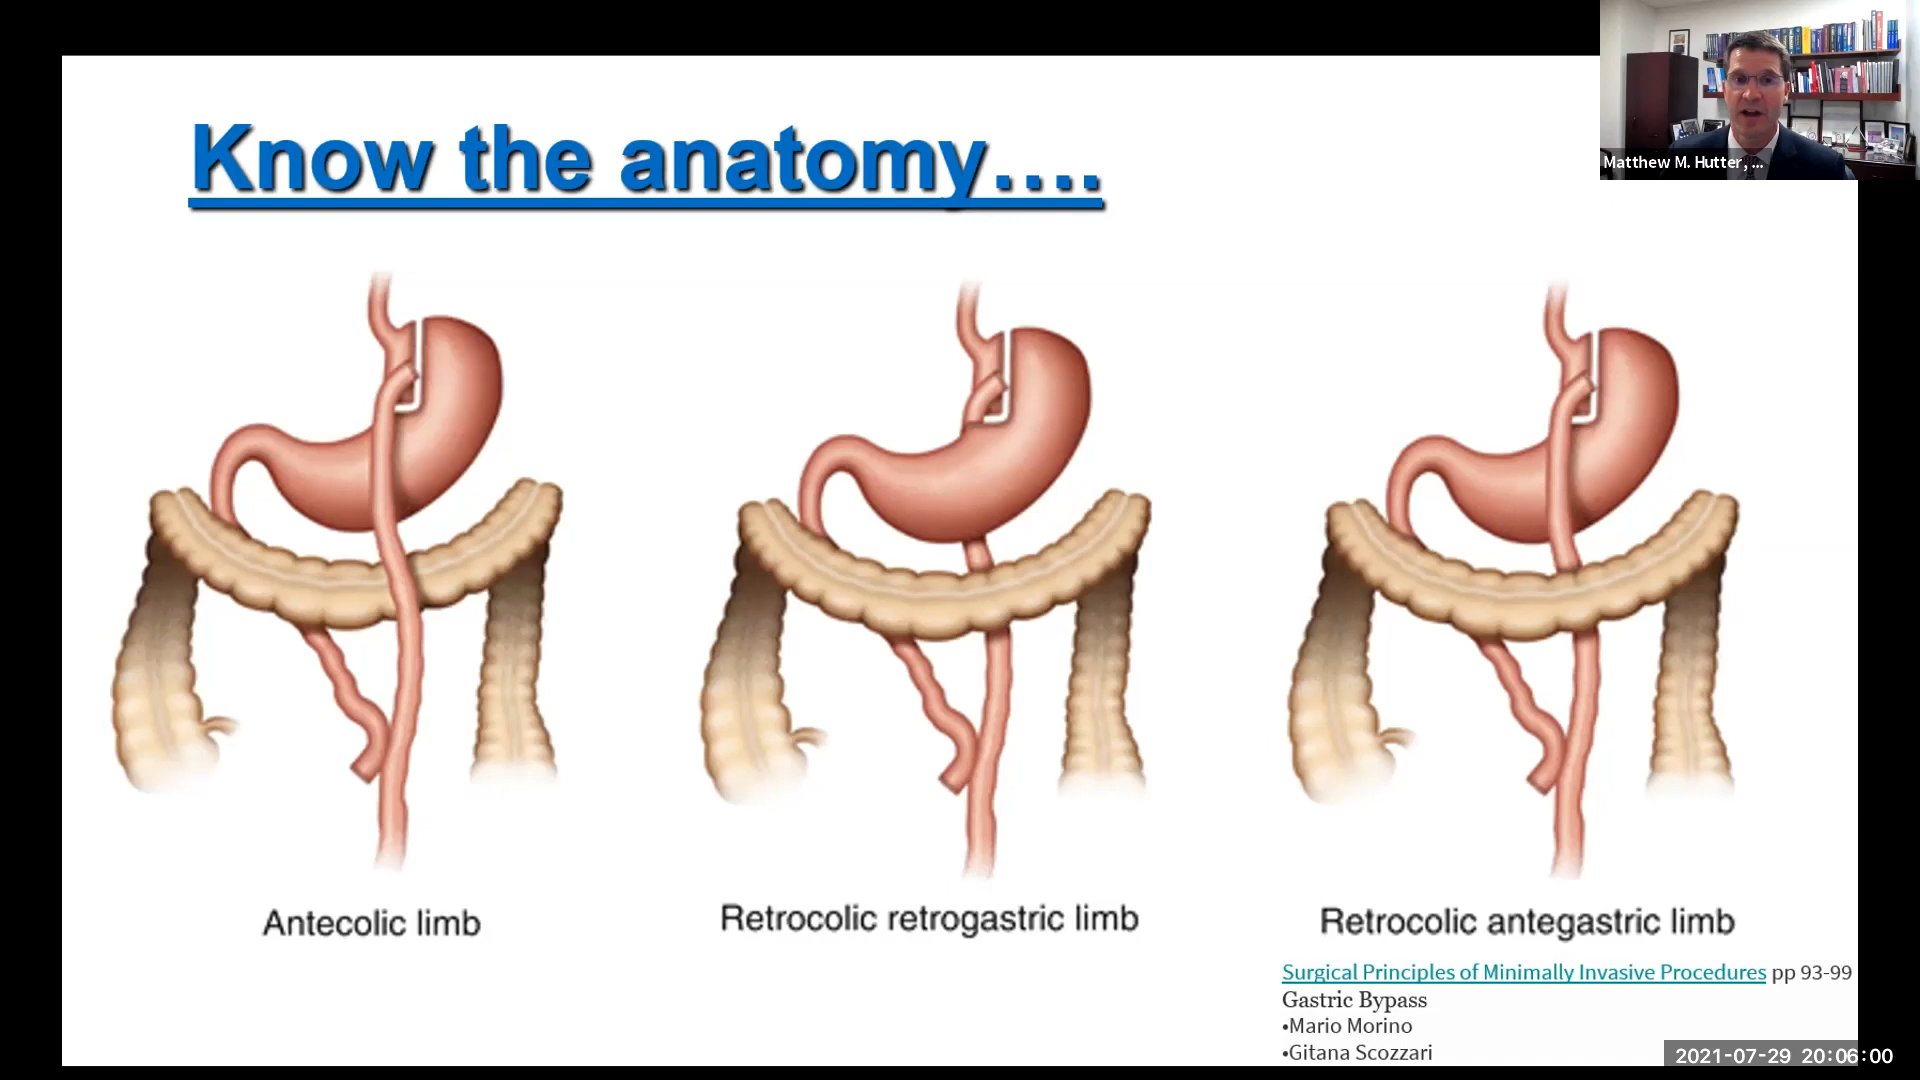 Know the anatomy....
Matthew M. Hutter, ...
Antecolic limb
Retrocolic retrogastric limb
Retrocolic antegastric limb
Surgical Principles of Minimally Invasive Procedures pp 93-99
Gastric Bypass
•Mario Morino
•Gitana Scozzari
2021-07-29 20:06:00